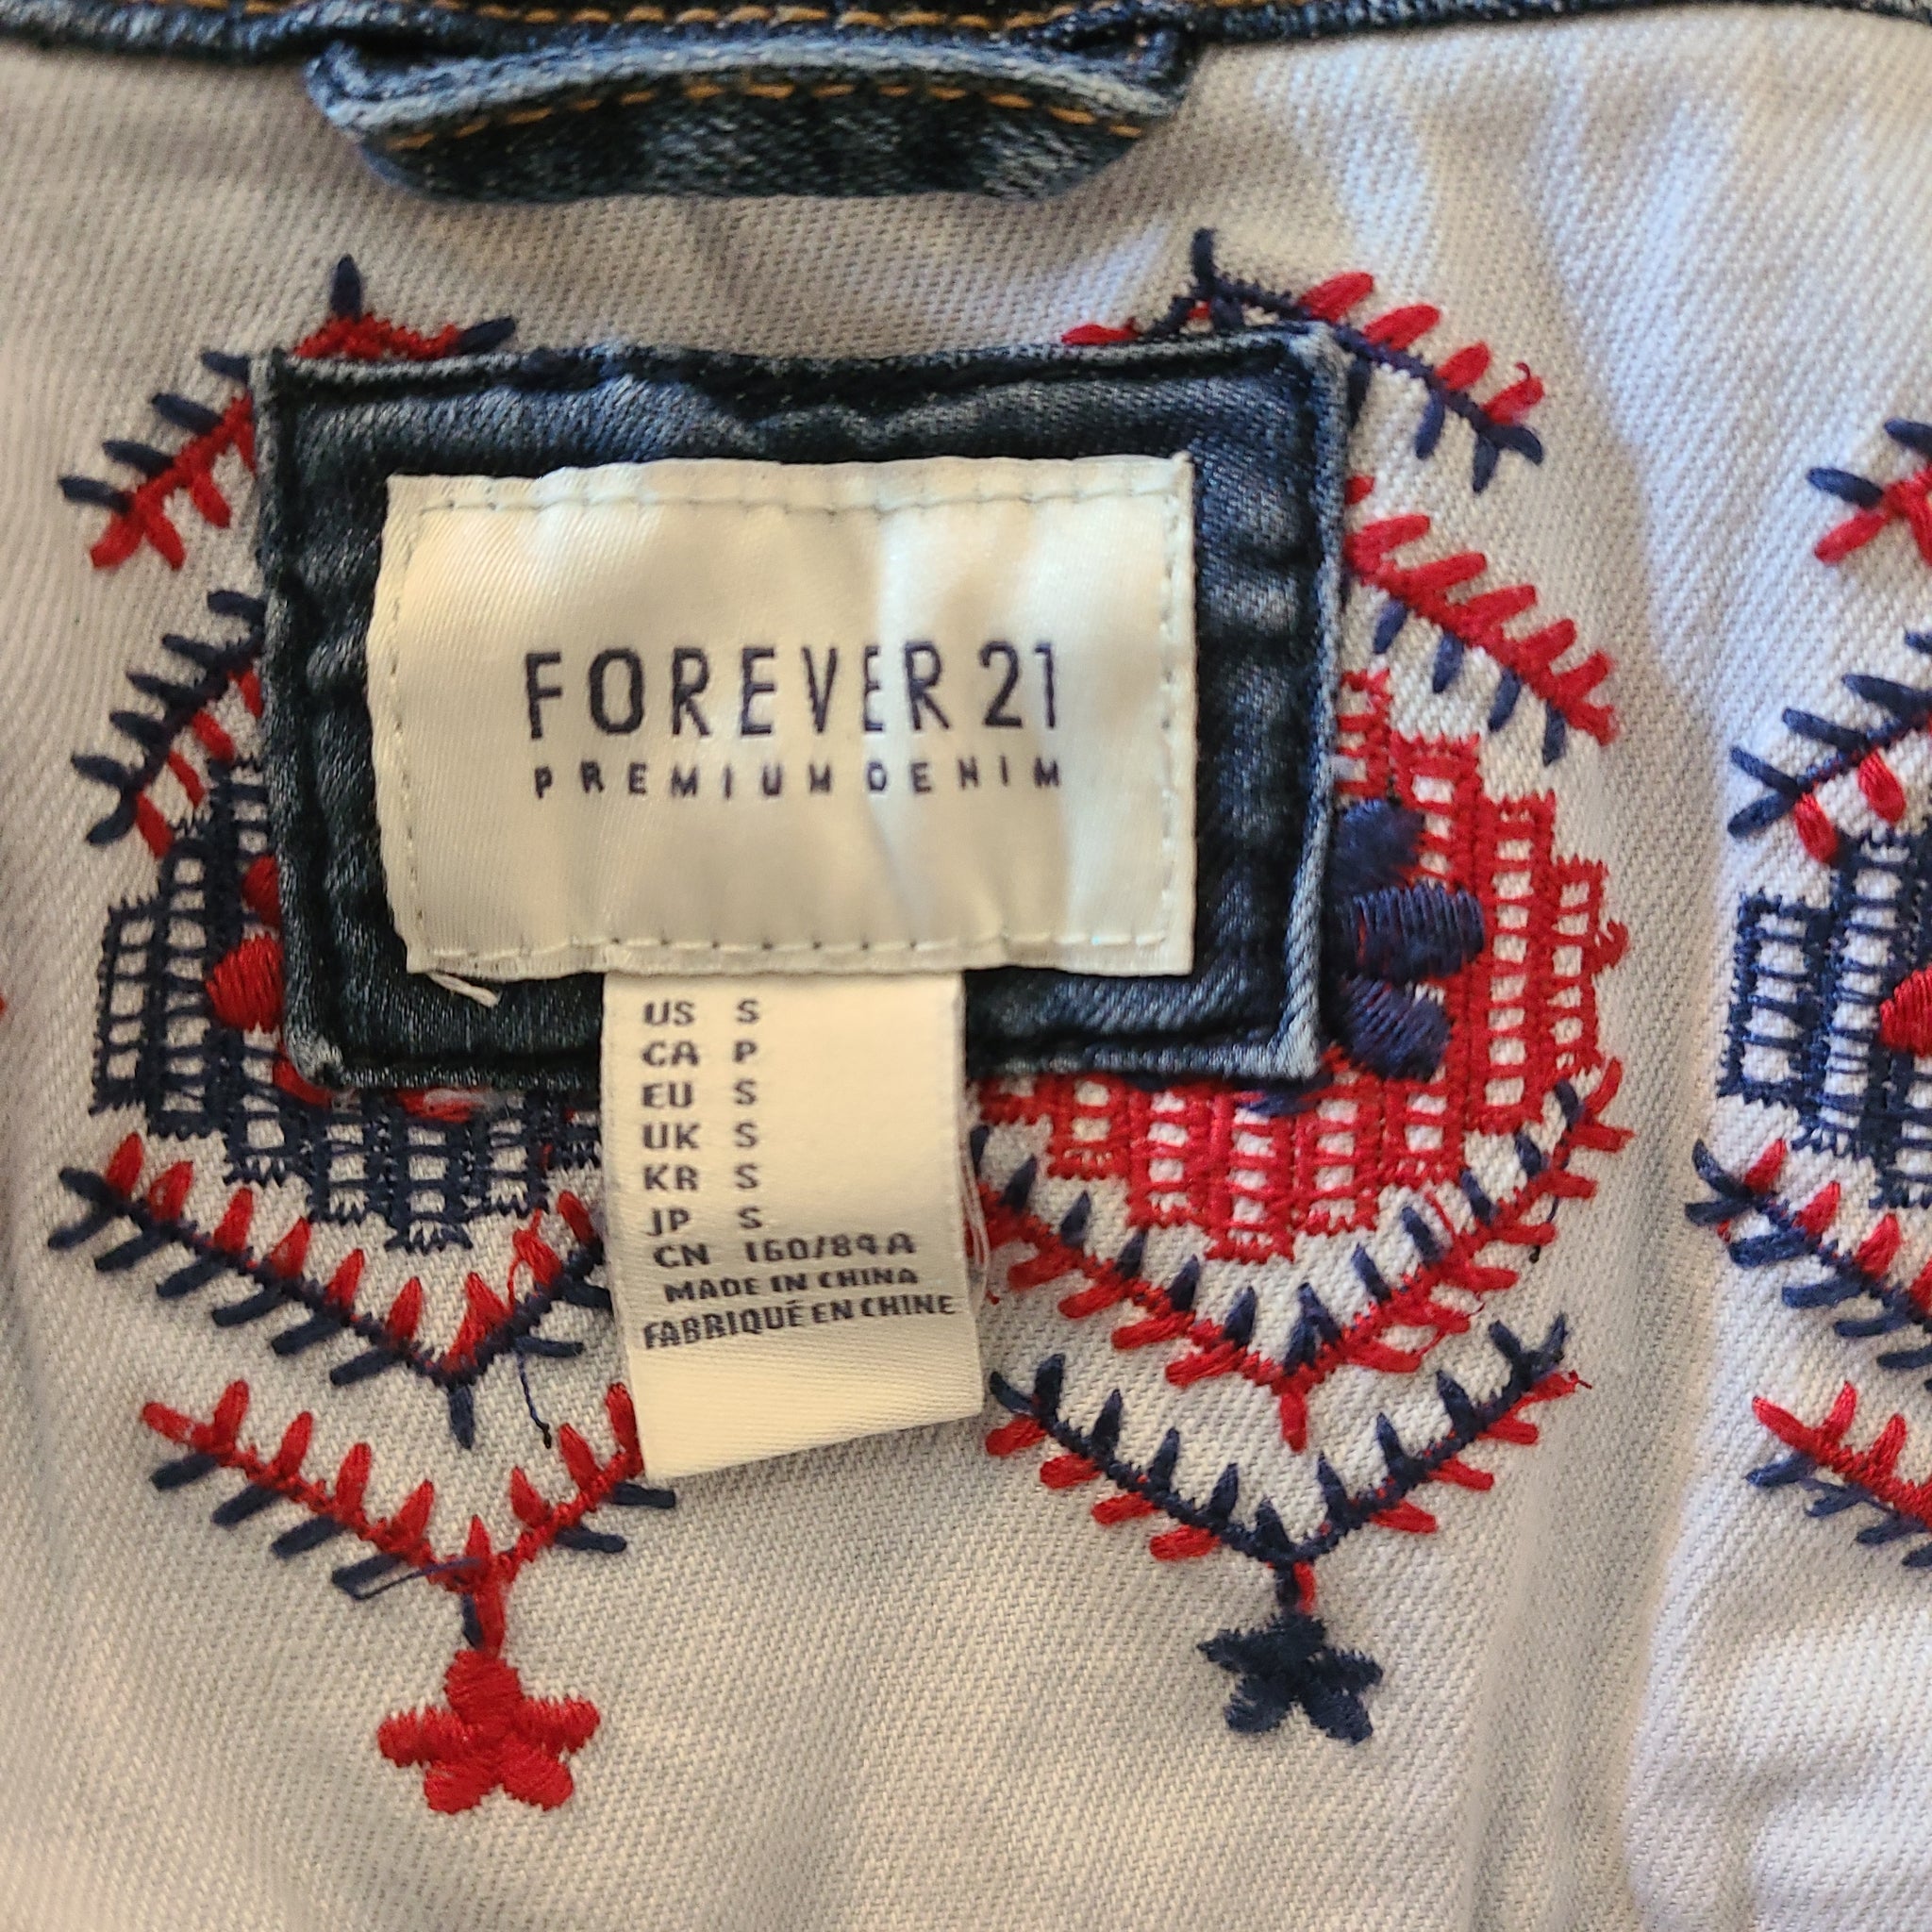 FOREVER 21
PREMIUM DENIM
US S
CA P
EU S
UK S
KR S
JP S
CN 160/84A
MADE IN CHINA
FABRIQUÉ EN CHINE